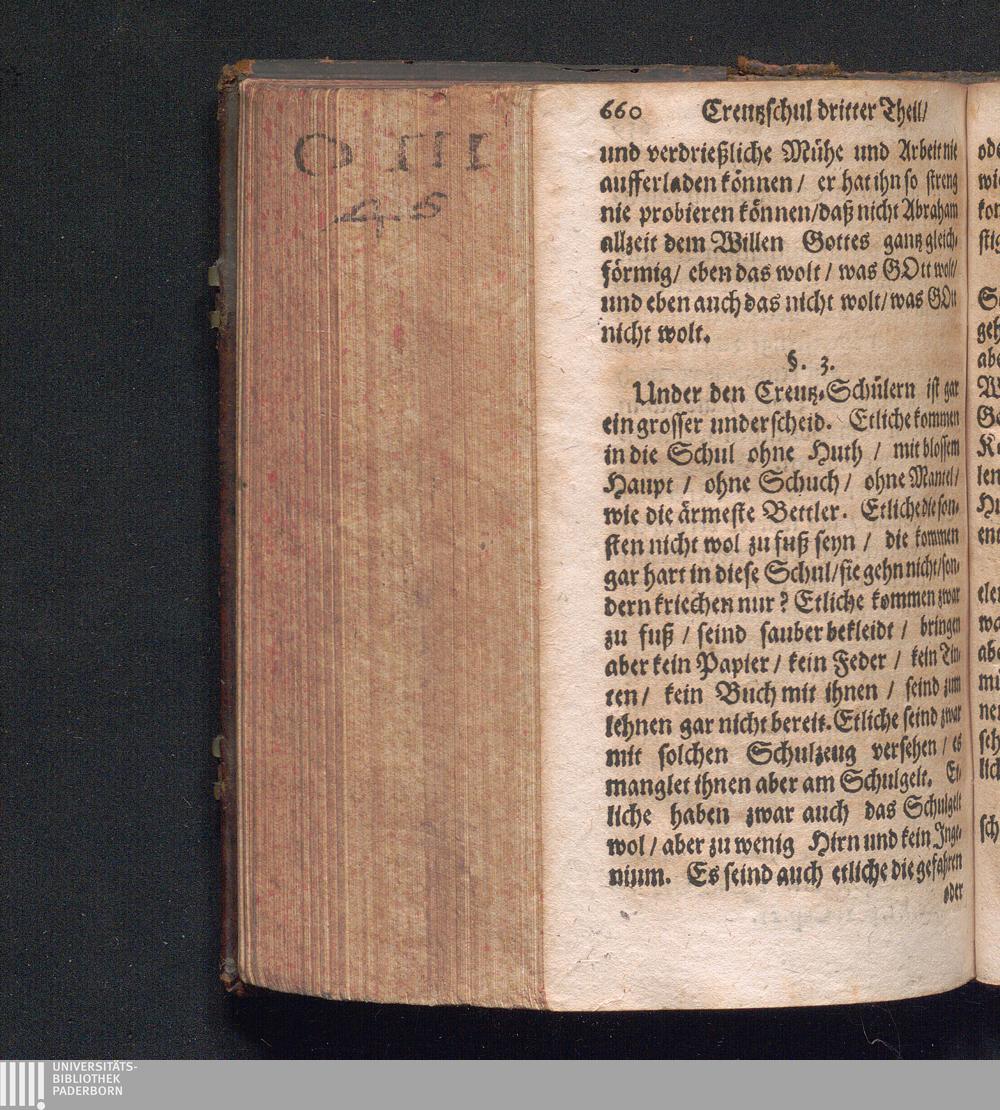 O III
45
660 Creutzschul dritter Theil/
und verdrießliche Mühe und Arbeit nie
aufferladen können / er hat ihn so streng
nie probieren können/daß nicht Abraham
allzeit dem Willen Gottes gantz gleich-
förmig/ eben das wolt / was GOtt wolt/
und eben auch das nicht wolt/was GOtt
nicht wolt.
§. 3.
Under den Creutz-Schülern ist gar
ein grosser underscheid. Etliche kommen
in die Schul ohne Huth / mit blossem
Haupt / ohne Schuch / ohne Mantel/
wie die ärmeste Bettler. Etliche die son-
sten nicht wol zu fuß seyn / die kommen
gar hart in diese Schul/sie gehn nicht/son-
dern kriechen nur? Etliche kommen zwar
zu fuß / seind sauber bekleidt / bringen
aber kein Papier / kein Feder / kein Tin-
ten / kein Buch mit ihnen / seind zum
lehnen gar nicht bereit. Etliche seind zwar
mit solchen Schulzeug versehen / es
manglet ihnen aber am Schulgelt. Et-
liche haben zwar auch das Schulgelt
wol / aber zu wenig Hirn und kein Inge-
nium. Es seind auch etliche die gefahren
oder
UNIVERSITÄTS-
BIBLIOTHEK
PADERBORN